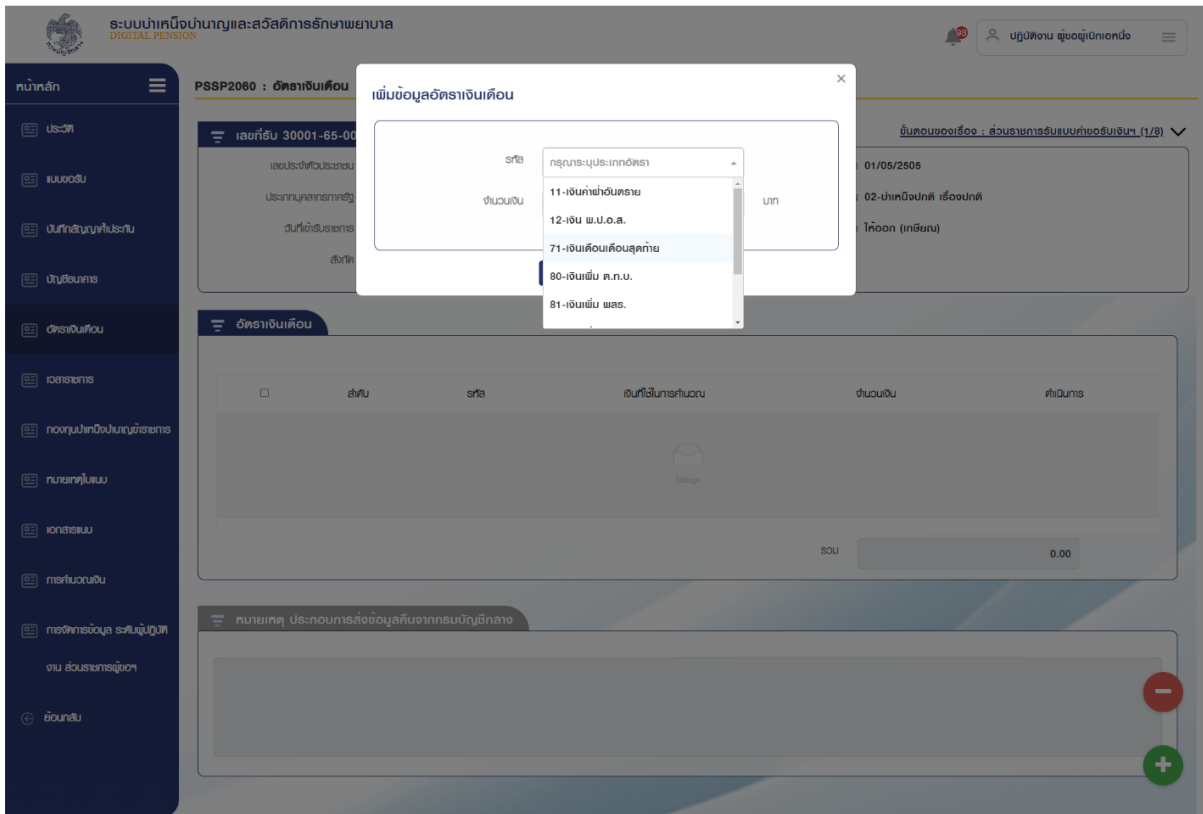 ระบบบำเหน็จบำนาญและสวัสดิการรักษาพยาบาล
DIGITAL PENSION
93
ปฏิบัติงาน ผู้ขอผู้เบิกเอกหนึ่ง
หน้าหลัก
PSSP2060 : อัตราเงินเดือน
เพิ่มข้อมูลอัตราเงินเดือน
ประวัติ
เลขที่รับ 30001-65-00
ขั้นตอนของเรื่อง : ส่วนราชการรับแบบคำขอรับเงินฯ (1/8)
เลขประจำตัวประชาชน
รหัส
กรุณาระบุประเภทอัตรา
01/05/2505
แบบขอรับ
ประเภทบุคลากรภาครัฐ
จำนวนเงิน
11-เงินค่าฝ่าอันตราย
บาท
02-บำเหน็จปกติ เรื่องปกติ
12-เงิน พ.ป.อ.ส.
บันทึกสัญญาค้ำประกัน
วันที่เข้ารับราชการ
71-เงินเดือนเดือนสุดท้าย
ให้ออก (เกษียณ)
สังกัด
80-เงินเพิ่ม ต.ท.บ.
บัญชีธนาคาร
81-เงินเพิ่ม พสร.
อัตราเงินเดือน
อัตราเงินเดือน
เวลาราชการ
ลำดับ
รหัส
เงินที่ใช้ในการคำนวณ
จำนวนเงิน
ดำเนินการ
กองทุนบำเหน็จบำนาญข้าราชการ
หมายเหตุใบแนบ
ไม่มีข้อมูล
เอกสารแนบ
รวม
0.00
การคำนวณเงิน
หมายเหตุ ประกอบการส่งข้อมูลคืนจากกรมบัญชีกลาง
การจัดการข้อมูล ระดับผู้ปฏิบัติ
งาน ส่วนราชการผู้ขอฯ
ย้อนกลับ